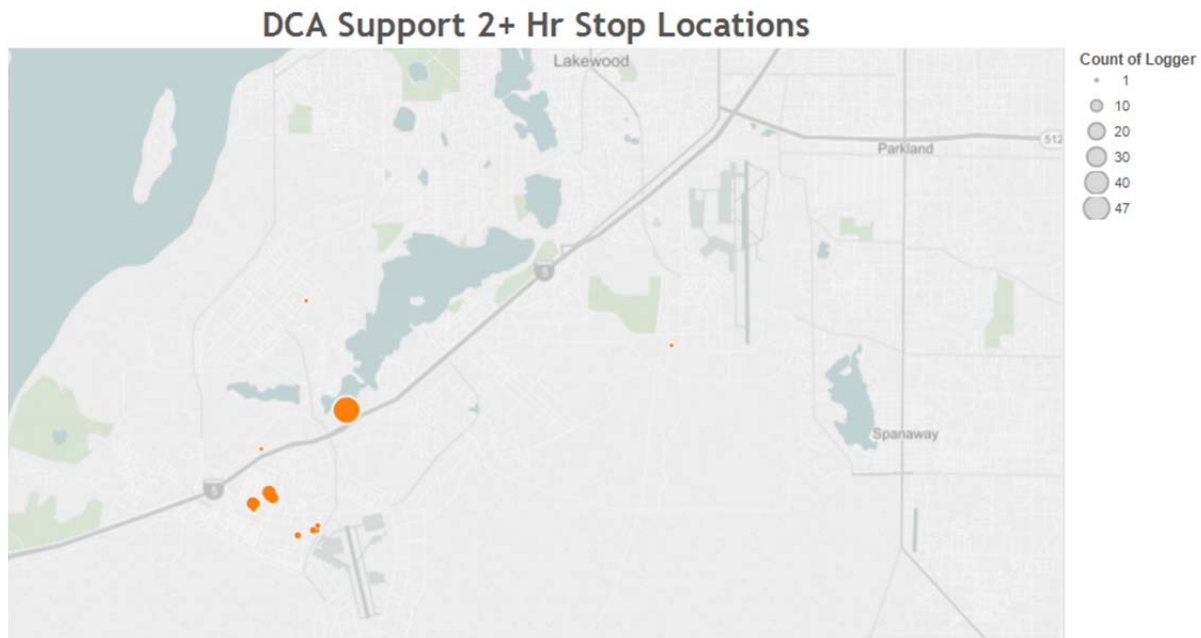 DCA Support 2+ Hr Stop Locations
Lakewood
Count of Logger
1
10
20
30
40
47
512
Parkland
5
Spanaway
5